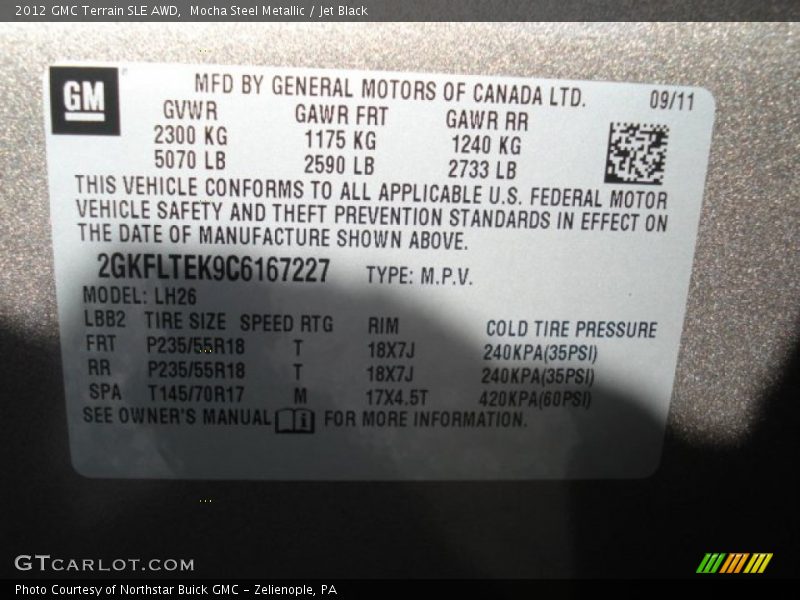 2012 GMC Terrain SLE AWD,  Mocha Steel Metallic / Jet Black
GM
MFD BY GENERAL MOTORS OF CANADA LTD. 09/11
GVWR GAWR FRT GAWR RR
2300 KG 1175 KG 1240 KG
5070 LB 2590 LB 2733 LB
THIS VEHICLE CONFORMS TO ALL APPLICABLE U.S. FEDERAL MOTOR
VEHICLE SAFETY AND THEFT PREVENTION STANDARDS IN EFFECT ON
THE DATE OF MANUFACTURE SHOWN ABOVE.
2GKFLTEK9C6167227 TYPE: M.P.V.
MODEL: LH26
LBB2 TIRE SIZE SPEED RTG RIM COLD TIRE PRESSURE
FRT P235/55R18 T 18X7J 240KPA(35PSI)
RR P235/55R18 T 18X7J 240KPA(35PSI)
SPA T145/70R17 M 17X4.5T 420KPA(60PSI)
SEE OWNER'S MANUAL i FOR MORE INFORMATION.
GTCARLOT.COM
Photo Courtesy of Northstar Buick GMC - Zelienople, PA